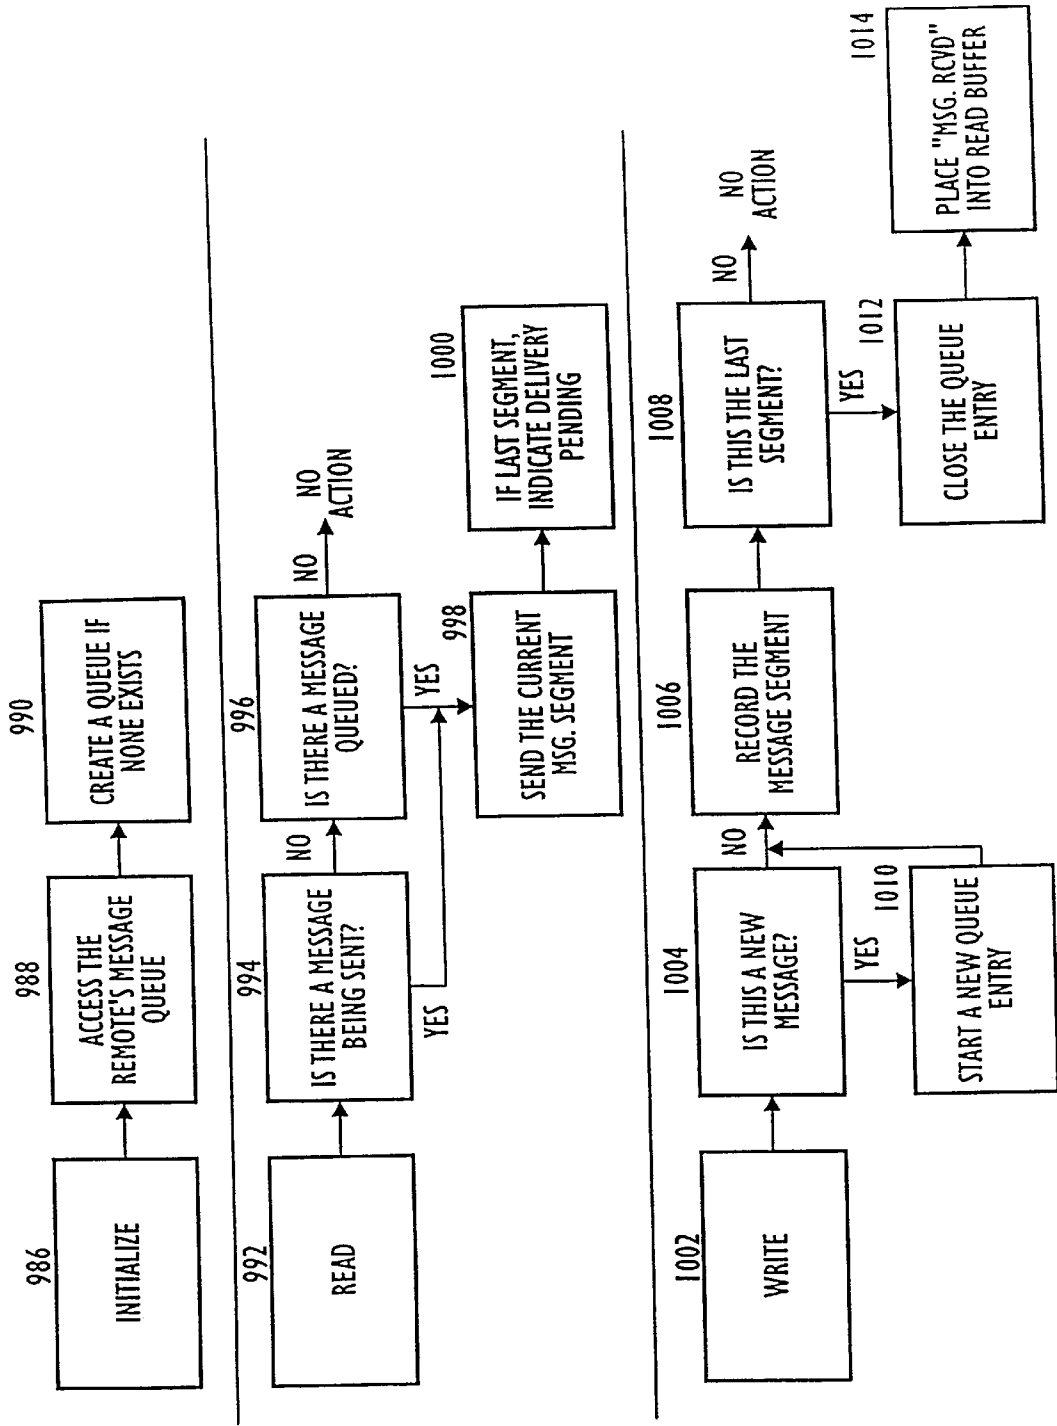 986
INITIALIZE
988
ACCESS THE
REMOTE'S MESSAGE
QUEUE
990
CREATE A QUEUE IF
NONE EXISTS
992
READ
994
IS THERE A MESSAGE
BEING SENT?
NO
YES
996
IS THERE A MESSAGE
QUEUED?
NO
NO
ACTION
YES
998
SEND THE CURRENT
MSG. SEGMENT
1000
IF LAST SEGMENT,
INDICATE DELIVERY
PENDING
1002
WRITE
1004
IS THIS A NEW
MESSAGE?
NO
YES
1010
START A NEW QUEUE
ENTRY
1006
RECORD THE
MESSAGE SEGMENT
1008
IS THIS THE LAST
SEGMENT?
NO
NO
ACTION
YES
1012
CLOSE THE QUEUE
ENTRY
1014
PLACE "MSG. RCVD"
INTO READ BUFFER